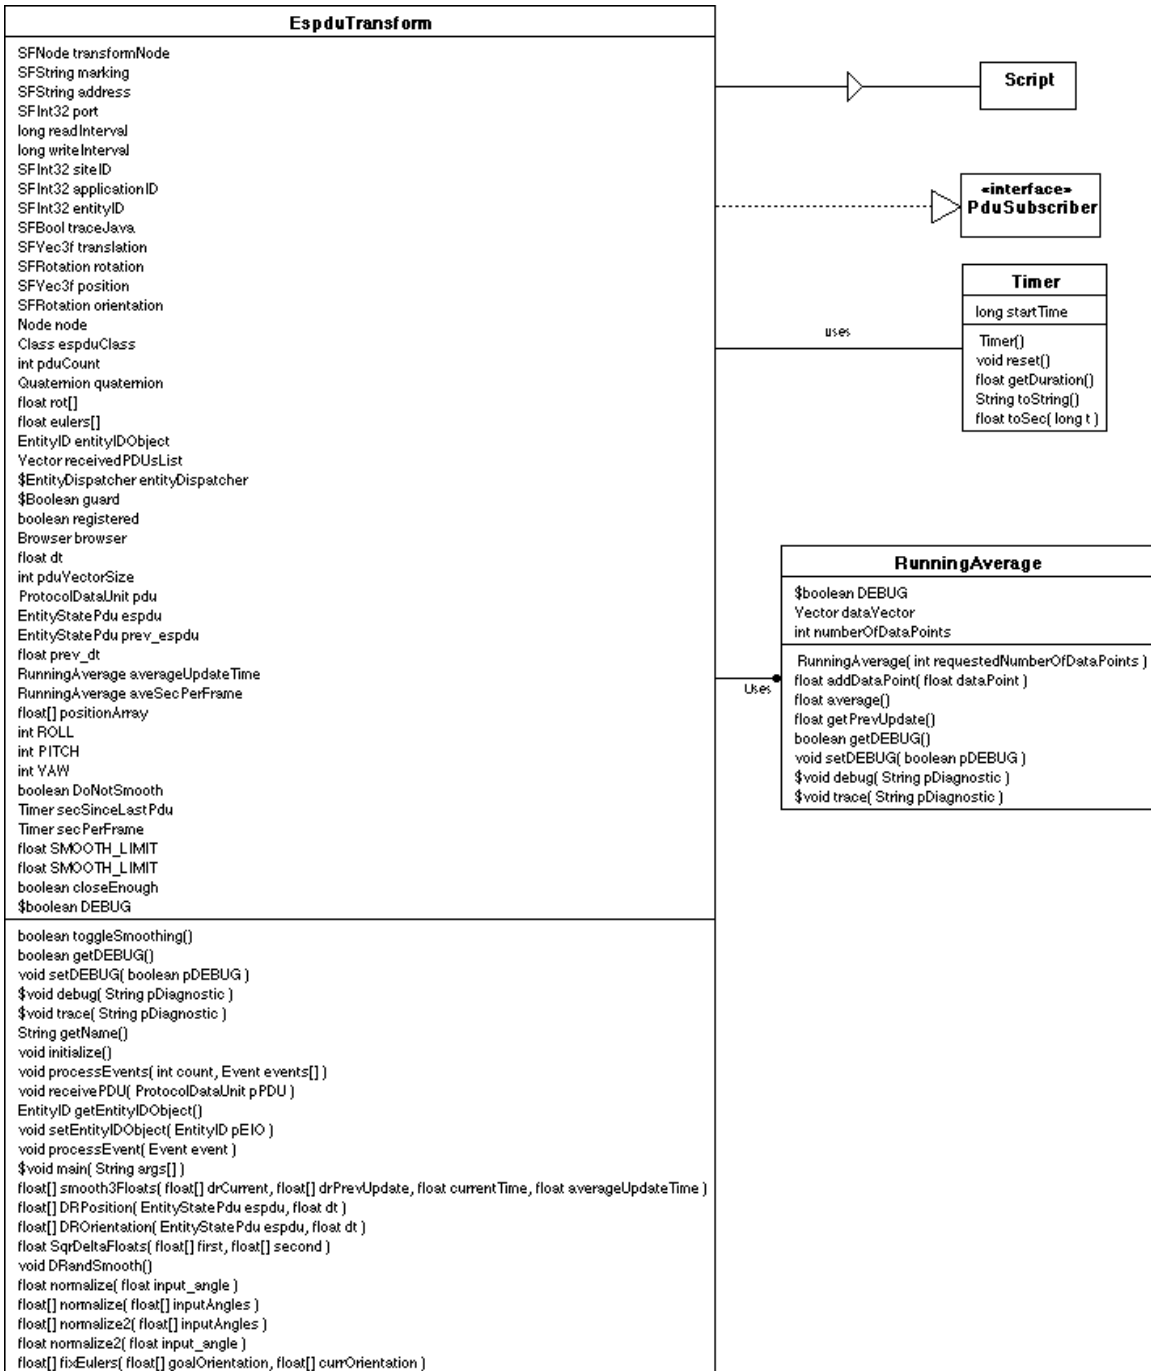 EspduTransform
SFNode transformNode
SFString marking
SFString address
SFInt32 port
long readInterval
long writeInterval
SFInt32 siteID
SFInt32 applicationID
SFInt32 entityID
SFBool traceJava
SFVec3f translation
SFRotation rotation
SFVec3f position
SFRotation orientation
Node node
Class espduClass
int pduCount
Quaternion quaternion
float rot[]
float eulers[]
EntityID entityIDObject
Vector receivedPDUsList
$EntityDispatcher entityDispatcher
$Boolean guard
boolean registered
Browser browser
float dt
int pduVectorSize
ProtocolDataUnit pdu
EntityStatePdu espdu
EntityStatePdu prev_espdu
float prev_dt
RunningAverage averageUpdateTime
RunningAverage aveSecPerFrame
float[] positionArray
int ROLL
int PITCH
int YAW
boolean DoNotSmooth
Timer secSinceLastPdu
Timer secPerFrame
float SMOOTH_LIMIT
float SMOOTH_LIMIT
boolean closeEnough
$boolean DEBUG
boolean toggleSmoothing()
boolean getDEBUG()
void setDEBUG( boolean pDEBUG )
$void debug( String pDiagnostic )
$void trace( String pDiagnostic )
String getName()
void initialize()
void processEvents( int count, Event events[] )
void receivePDU( ProtocolDataUnit pPDU )
EntityID getEntityIDObject()
void setEntityIDObject( EntityID pEIO )
void processEvent( Event event )
$void main( String args[] )
float[] smooth3Floats( float[] drCurrent, float[] drPrevUpdate, float currentTime, float averageUpdateTime )
float[] DRPosition( EntityStatePdu espdu, float dt )
float[] DROrientation( EntityStatePdu espdu, float dt )
float SqrDeltaFloats( float[] first, float[] second )
void DRandSmooth()
float normalize( float input_angle )
float[] normalize( float[] inputAngles )
float[] normalize2( float[] inputAngles )
float normalize2( float input_angle )
float[] fixEulers( float[] goalOrientation, float[] currOrientation )
Script
«interface»
PduSubscriber
uses
Timer
long startTime
Timer()
void reset()
float getDuration()
String toString()
float toSec( long t )
Uses
RunningAverage
$boolean DEBUG
Vector dataVector
int numberOfDataPoints
RunningAverage( int requestedNumberOfDataPoints )
float addDataPoint( float dataPoint )
float average()
float getPrevUpdate()
boolean getDEBUG()
void setDEBUG( boolean pDEBUG )
$void debug( String pDiagnostic )
$void trace( String pDiagnostic )